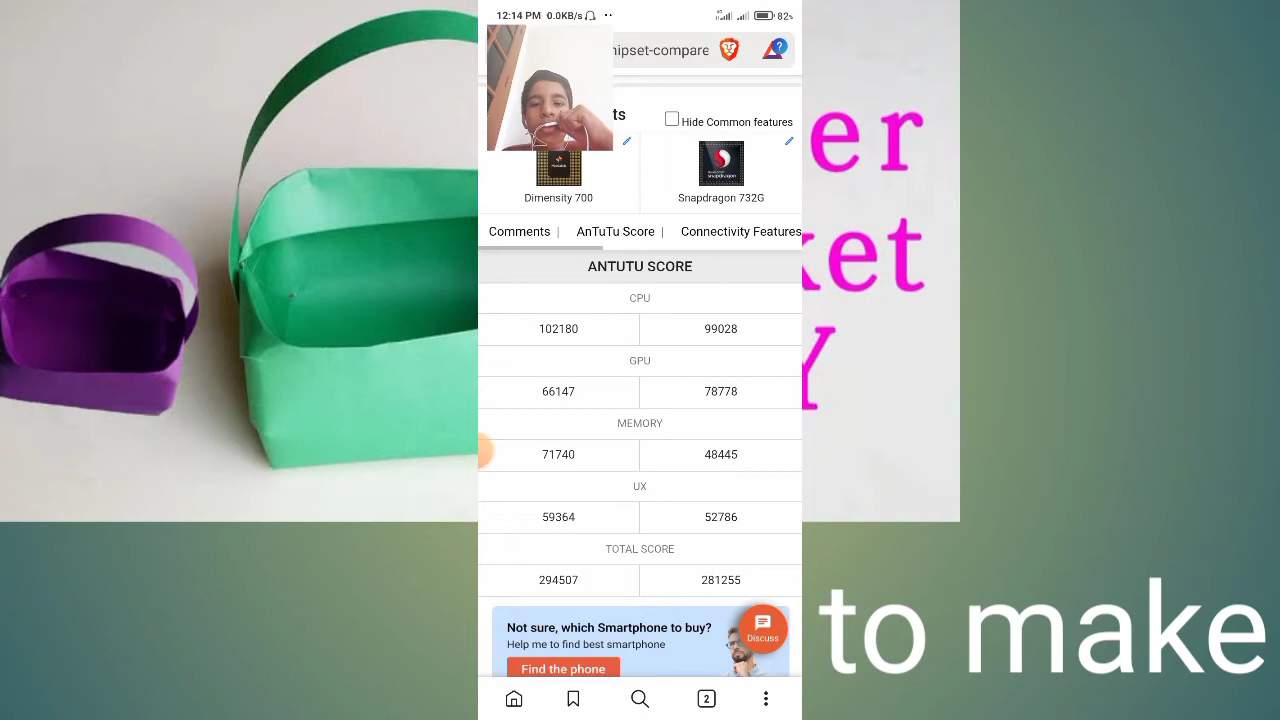 12:14 PM 0.0KB/s 82%
hipset-compare
ts
Hide Common features
Dimensity 700
Snapdragon 732G
Comments | AnTuTu Score | Connectivity Features
ANTUTU SCORE
CPU
102180 99028
GPU
66147 78778
MEMORY
71740 48445
UX
59364 52786
TOTAL SCORE
294507 281255
Not sure, which Smartphone to buy?
Help me to find best smartphone
Find the phone
Discuss
2
er
ket
Y
to make